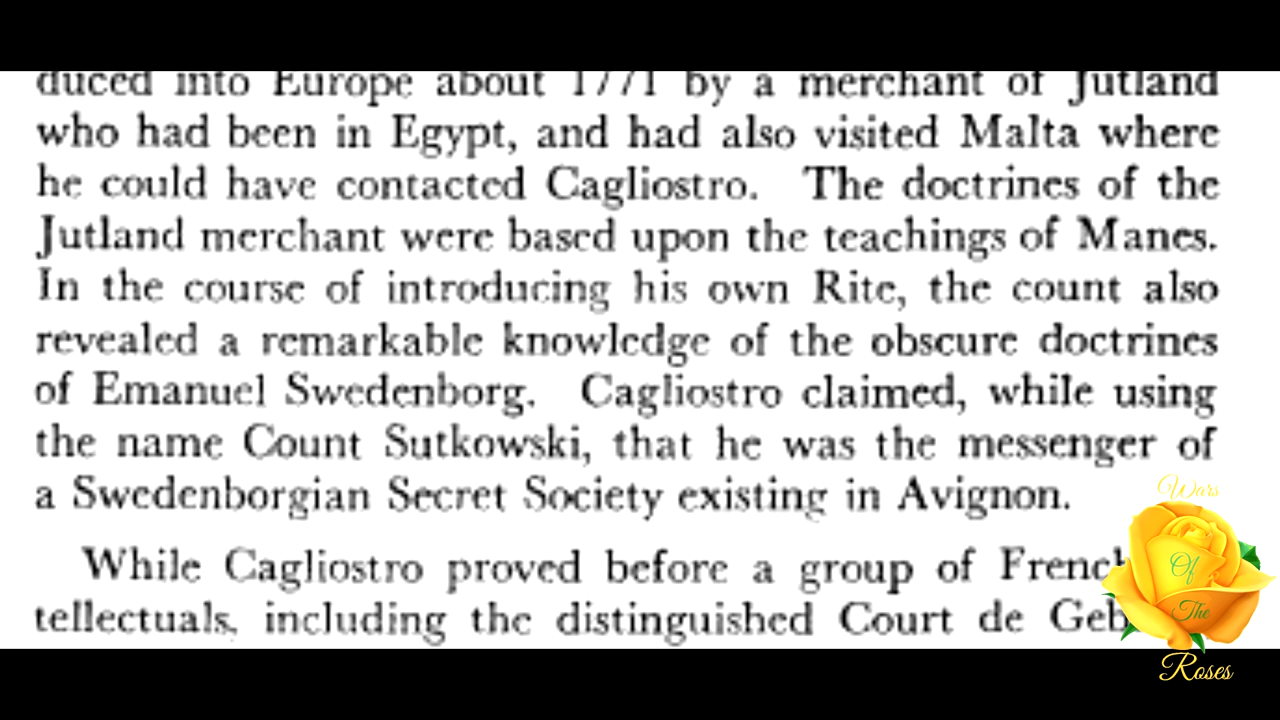 duced into Europe about 1771 by a merchant of Jutland
who had been in Egypt, and had also visited Malta where
he could have contacted Cagliostro. The doctrines of the
Jutland merchant were based upon the teachings of Manes.
In the course of introducing his own Rite, the count also
revealed a remarkable knowledge of the obscure doctrines
of Emanuel Swedenborg. Cagliostro claimed, while using
the name Count Sutkowski, that he was the messenger of
a Swedenborgian Secret Society existing in Avignon.
While Cagliostro proved before a group of
tellectuals, including the distinguished Court de
Wars
Of
The
Roses